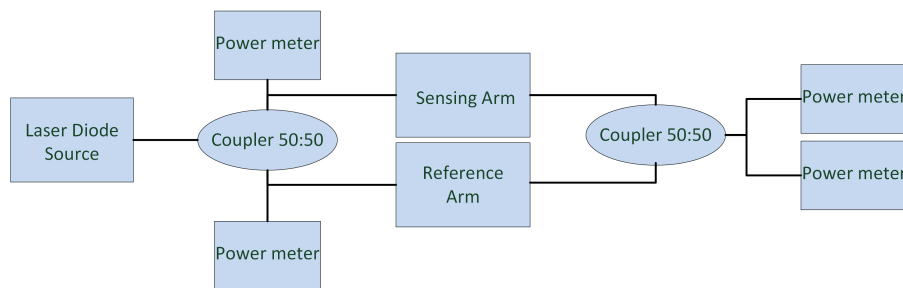 Power meter
Laser Diode
Source
Coupler 50:50
Sensing Arm
Reference
Arm
Power meter
Coupler 50:50
Power meter
Power meter